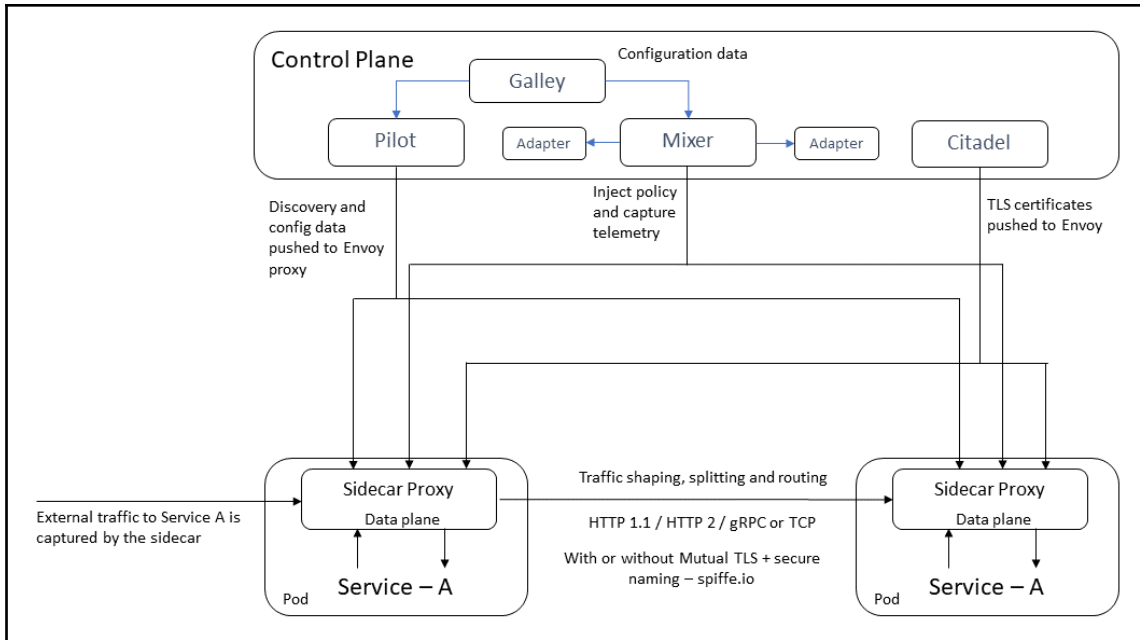 Control Plane
Configuration data
Galley
Pilot
Adapter
Mixer
Adapter
Citadel
Discovery and
config data
pushed to Envoy
proxy
Inject policy
and capture
telemetry
TLS certificates
pushed to Envoy
External traffic to Service A is
captured by the sidecar
Sidecar Proxy
Data plane
Service – A
Pod
Traffic shaping, splitting and routing
HTTP 1.1 / HTTP 2 / gRPC or TCP
With or without Mutual TLS + secure
naming – spiffe.io
Sidecar Proxy
Data plane
Service – A
Pod